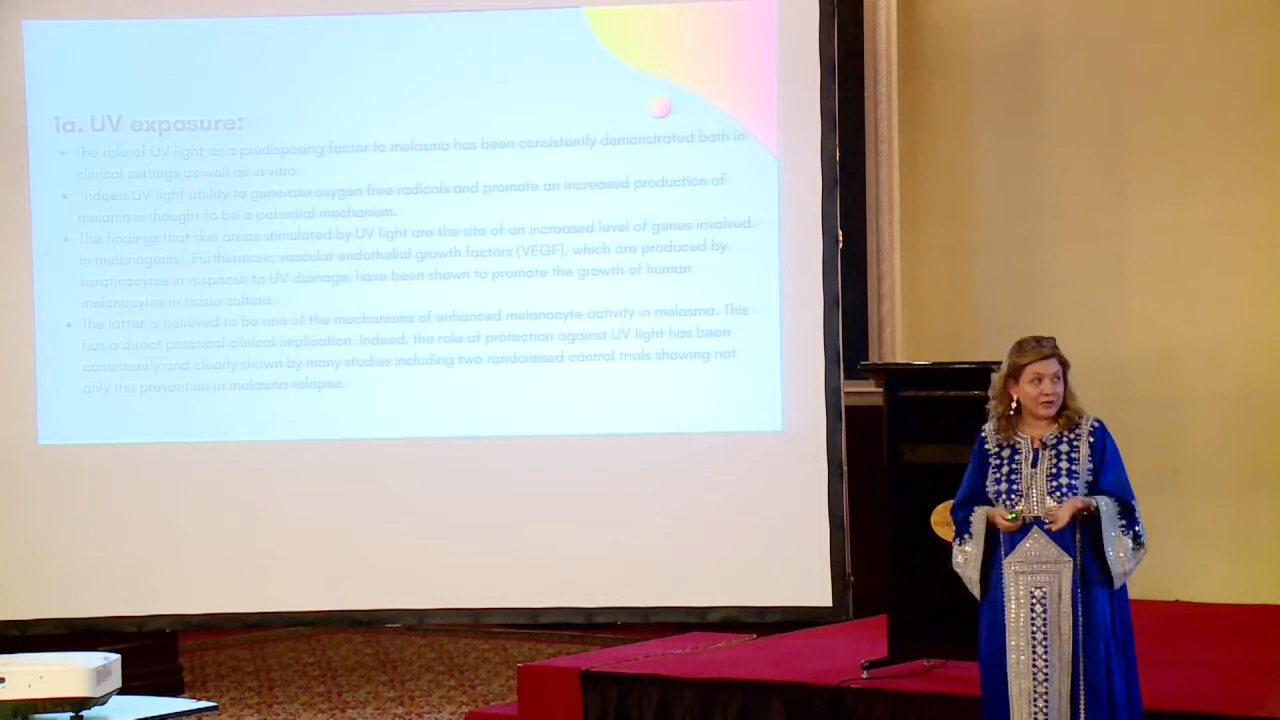 1a. UV exposure:
• The role of UV light as a predisposing factor to melasma has been consistently demonstrated both in
clinical settings as well as in vitro.
• Indeed UV light ability to generate oxygen free radicals and promote an increased production of
melanin is thought to be a potential mechanism.
• The findings that skin areas stimulated by UV light are the site of an increased level of genes involved
in melanogenis . Furthermore, vascular endothelial growth factors (VEGF), which are produced by
keratinocytes in response to UV damage, have been shown to promote the growth of human
melanocytes in tissue culture.
• The latter is believed to be one of the mechanisms of enhanced melanocyte activity in melasma. This
has a direct practical clinical implication. Indeed, the role of protection against UV light has been
consistently and clearly shown by many studies including two randomised control trials showing not
only the prevention in melasma relapse.